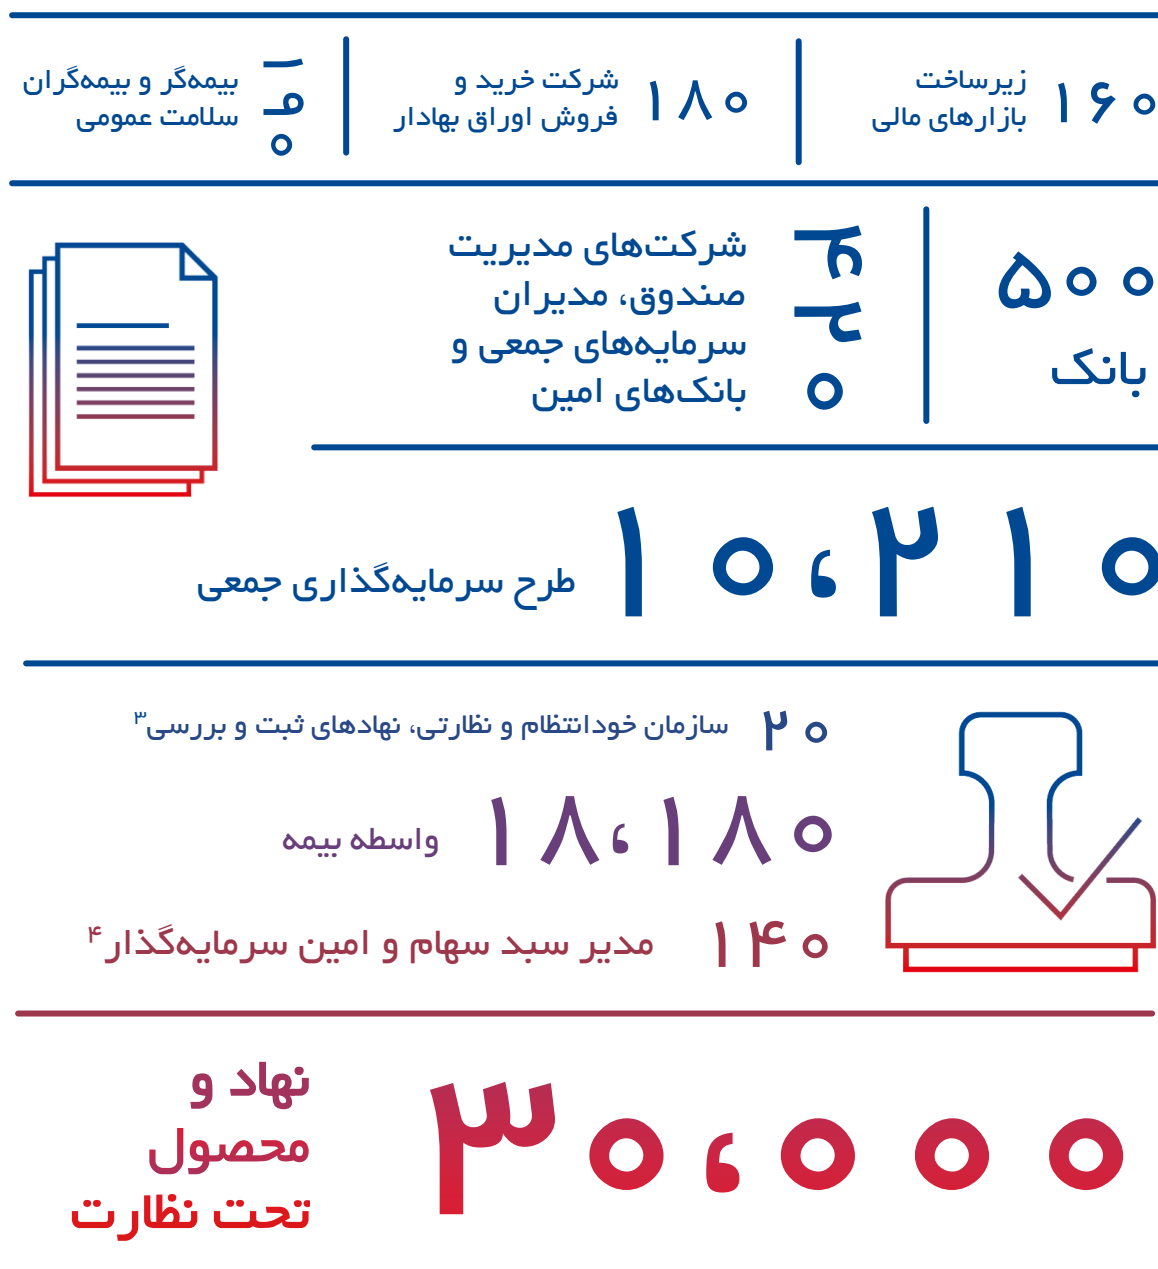 ۱۶۰
زیرساخت
بازارهای مالی
۱۸۰
شرکت خرید و
فروش اوراق بهادار
۱۹۰
بیمه‌گر و بیمه‌گران
سلامت عمومی
۵۰۰
بانک
۴۲۰
شرکت‌های مدیریت
صندوق، مدیران
سرمایه‌های جمعی و
بانک‌های امین
۱۰،۲۱۰
طرح سرمایه‌گذاری جمعی
۲۰ سازمان خودانتظام و نظارتی، نهادهای ثبت و بررسی۳
۱۸،۱۸۰ واسطه بیمه
۱۴۰ مدیر سبد سهام و امین سرمایه‌گذار۴
۳۰،۰۰۰
نهاد و
محصول
تحت نظارت